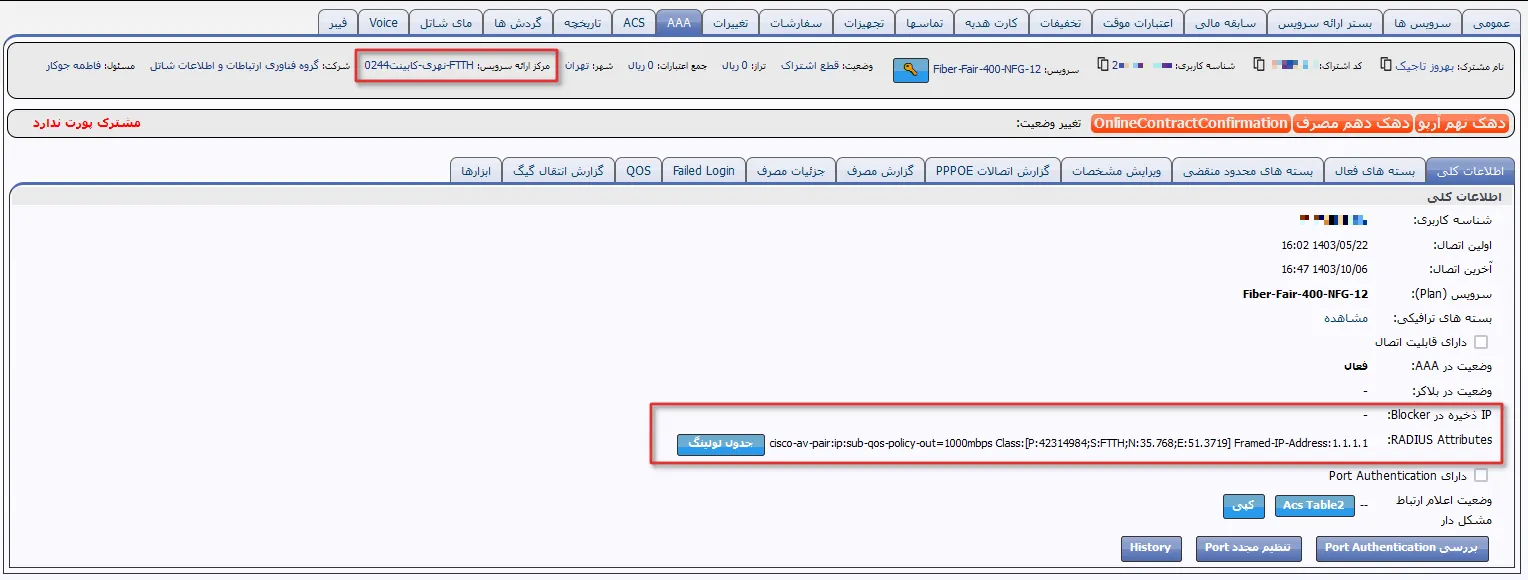 عمومی سرویس ها بستر ارائه سرویس سابقه مالی اعتبارات موقت تخفیفات کارت هدیه تماسها تجهیزات سفارشات تغییرات AAA ACS تاریخچه گردش ها مای شاتل Voice فیبر
نام مشترک: بهروز تاجیک کد اشتراک: شناسه کاربری: 2 سرویس: Fiber-Fair-400-NFG-12 وضعیت: قطع اشتراک تراز: 0 ریال جمع اعتبارات: 0 ریال شهر: تهران مرکز ارائه سرویس: FTTH-نهری-کابینت0244 شرکت: گروه فناوری ارتباطات و اطلاعات شاتل مسئول: فاطمه جوکار
دهک نهم آریو دهک دهم مصرف OnlineContractConfirmation تغییر وضعیت: مشترک پورت ندارد
اطلاعات کلی بسته های فعال بسته های محدود منقضی ویرایش مشخصات گزارش اتصالات PPPOE گزارش مصرف جزئیات مصرف Failed Login QOS گزارش انتقال گیگ ابزارها
اطلاعات کلی
شناسه کاربری:
اولین اتصال: 1403/05/22 16:02
آخرین اتصال: 1403/10/06 16:47
سرویس (Plan): Fiber-Fair-400-NFG-12
بسته های ترافیکی: مشاهده
دارای قابلیت اتصال
وضعیت در AAA: فعال
وضعیت در بلاکر: -
IP ذخیره در Blocker: -
RADIUS Attributes: cisco-av-pair:ip:sub-qos-policy-out=1000mbps Class:[P:42314984;S:FTTH;N:35.768;E:51.3719] Framed-IP-Address:1.1.1.1 جدول تولینگ
دارای Port Authentication
وضعیت اعلام ارتباط مشکل دار -- Acs Table2 کپی
بررسی Port Authentication تنظیم مجدد Port History